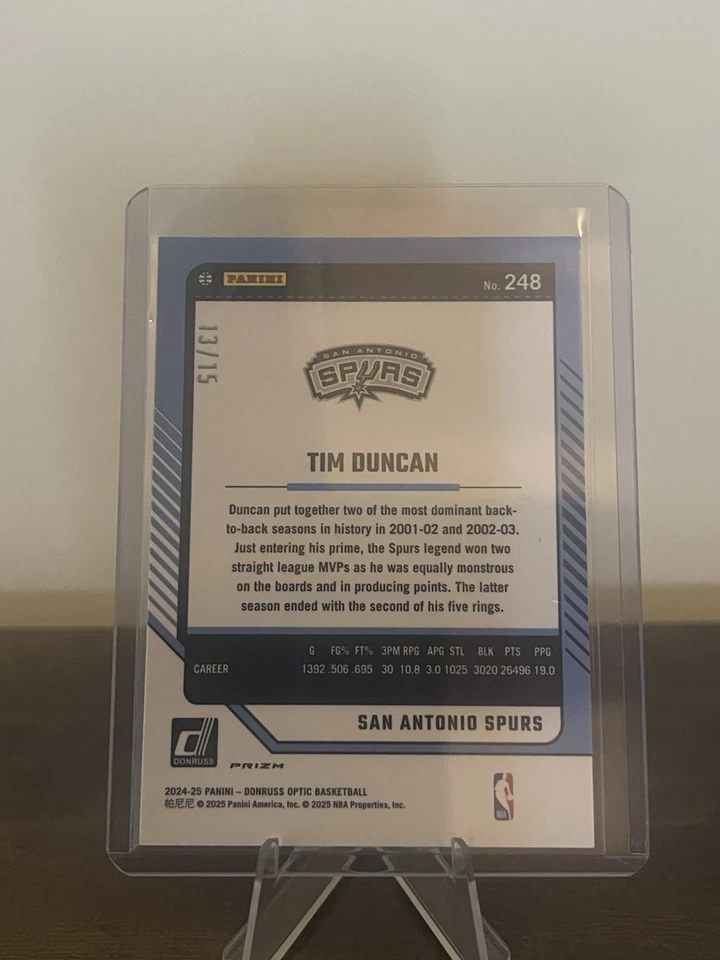 PANINI
No. 248
13/15
SAN ANTONIO
SPURS
TIM DUNCAN
Duncan put together two of the most dominant back-
to-back seasons in history in 2001-02 and 2002-03.
Just entering his prime, the Spurs legend won two
straight league MVPs as he was equally monstrous
on the boards and in producing points. The latter
season ended with the second of his five rings.
G FG% FT% 3PM RPG APG STL BLK PTS PPG
CAREER 1392 .506 .695 30 10.8 3.0 1025 3020 26496 19.0
SAN ANTONIO SPURS
DONRUSS
PRIZM
2024-25 PANINI – DONRUSS OPTIC BASKETBALL
帕尼尼 © 2025 Panini America, Inc. © 2025 NBA Properties, Inc.
NBA